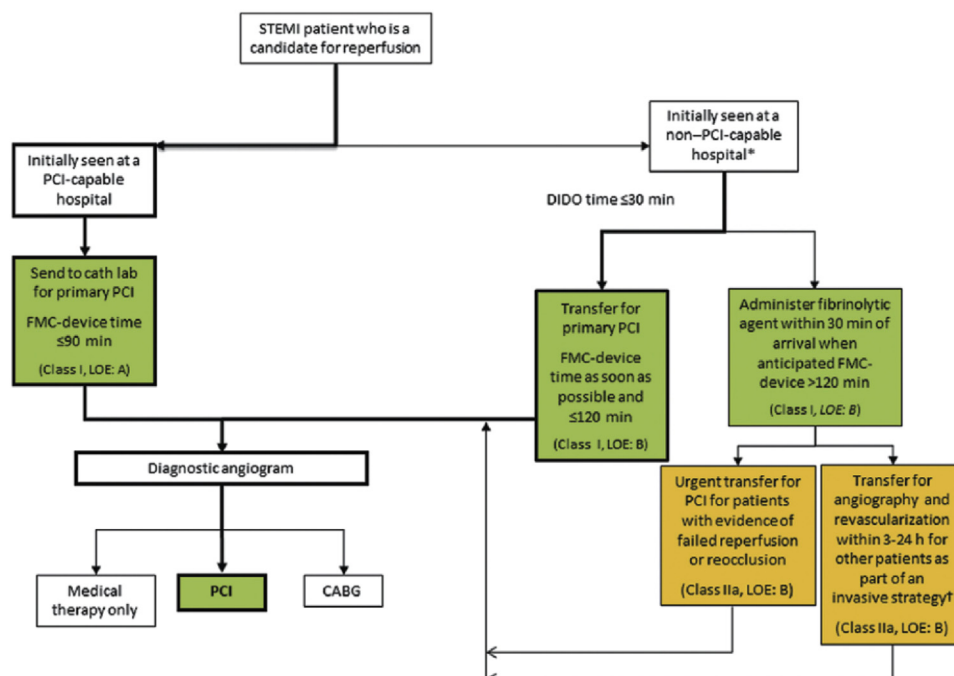 STEMI patient who is a
candidate for reperfusion
Initially seen at a
PCI-capable
hospital
Initially seen at a
non–PCI-capable
hospital*
DIDO time ≤30 min
Send to cath lab
for primary PCI
FMC-device time
≤90 min
(Class I, LOE: A)
Transfer for
primary PCI
FMC-device
time as soon as
possible and
≤120 min
(Class I, LOE: B)
Administer fibrinolytic
agent within 30 min of
arrival when
anticipated FMC-
device >120 min
(Class I, LOE: B)
Diagnostic angiogram
Medical
therapy only
PCI
CABG
Urgent transfer for
PCI for patients
with evidence of
failed reperfusion
or reocclusion
(Class IIa, LOE: B)
Transfer for
angiography and
revascularization
within 3-24 h for
other patients as
part of an
invasive strategy†
(Class IIa, LOE: B)